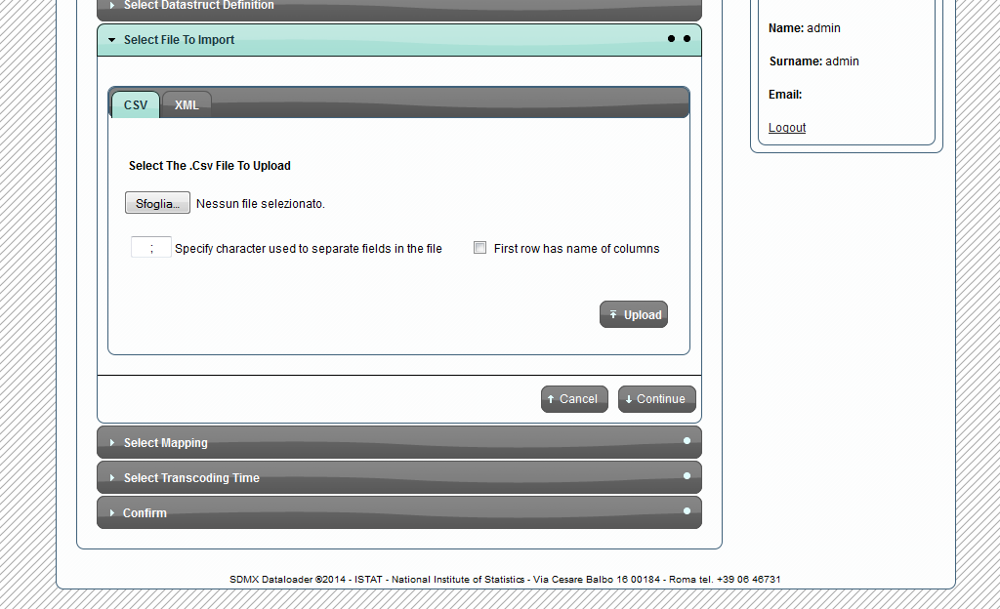 Select Datastruct Definition
Select File To Import
CSV XML
Select The .Csv File To Upload
Sfoglia... Nessun file selezionato.
; Specify character used to separate fields in the file First row has name of columns
Upload
Cancel Continue
Select Mapping
Select Transcoding Time
Confirm
Name: admin
Surname: admin
Email:
Logout
SDMX Dataloader ®2014 - ISTAT - National Institute of Statistics - Via Cesare Balbo 16 00184 - Roma tel. +39 06 46731